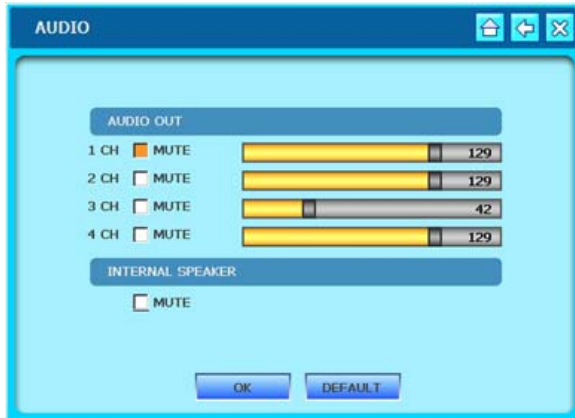 AUDIO
AUDIO OUT
1 CH MUTE 129
2 CH MUTE 129
3 CH MUTE 42
4 CH MUTE 129
INTERNAL SPEAKER
MUTE
OK DEFAULT